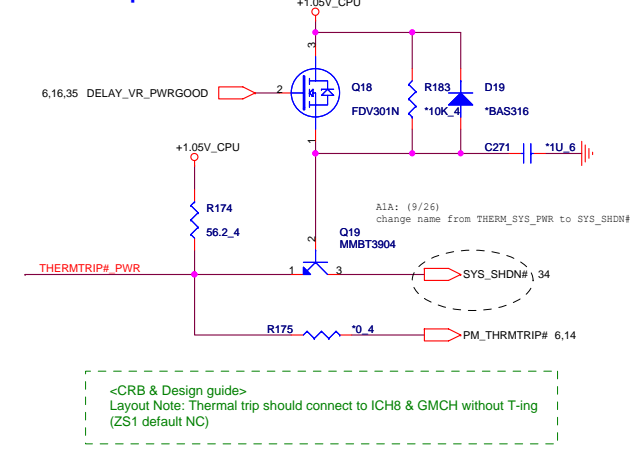 +1.05V_CPU
3
Q18
R183
D19
6,16,35 DELAY_VR_PWRGOOD
2
FDV301N
*10K_4
*BAS316
1
+1.05V_CPU
C271
*1U_6
A1A: (9/26)
change name from THERM_SYS_PWR to SYS_SHDN#
R174
56.2_4
2
Q19
MMBT3904
THERMTRIP#_PWR
1
3
SYS_SHDN# 34
R175
*0_4
PM_THRMTRIP# 6,14
<CRB & Design guide>
Layout Note: Thermal trip should connect to ICH8 & GMCH without T-ing
(ZS1 default NC)